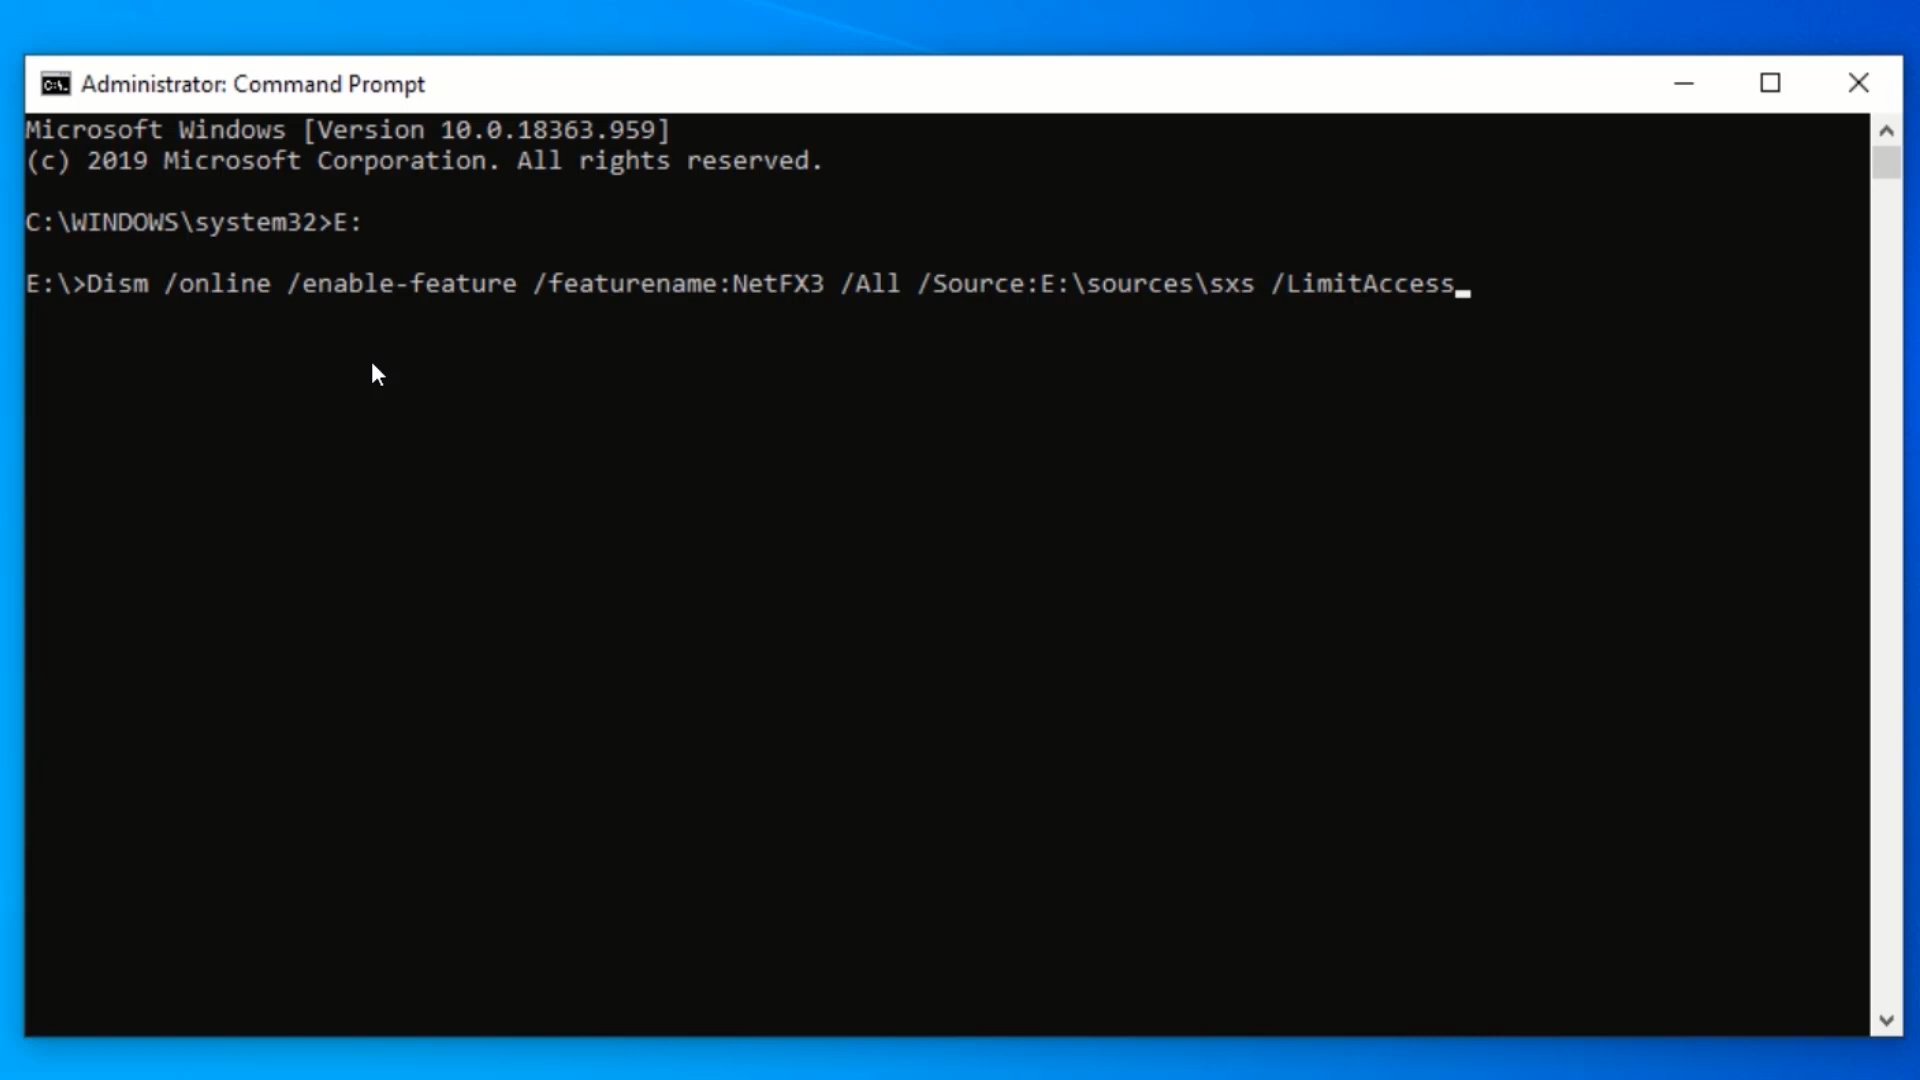 Administrator: Command Prompt
Microsoft Windows [Version 10.0.18363.959]
(c) 2019 Microsoft Corporation. All rights reserved.
C:\WINDOWS\system32>E:
E:\>Dism /online /enable-feature /featurename:NetFX3 /All /Source:E:\sources\sxs /LimitAccess